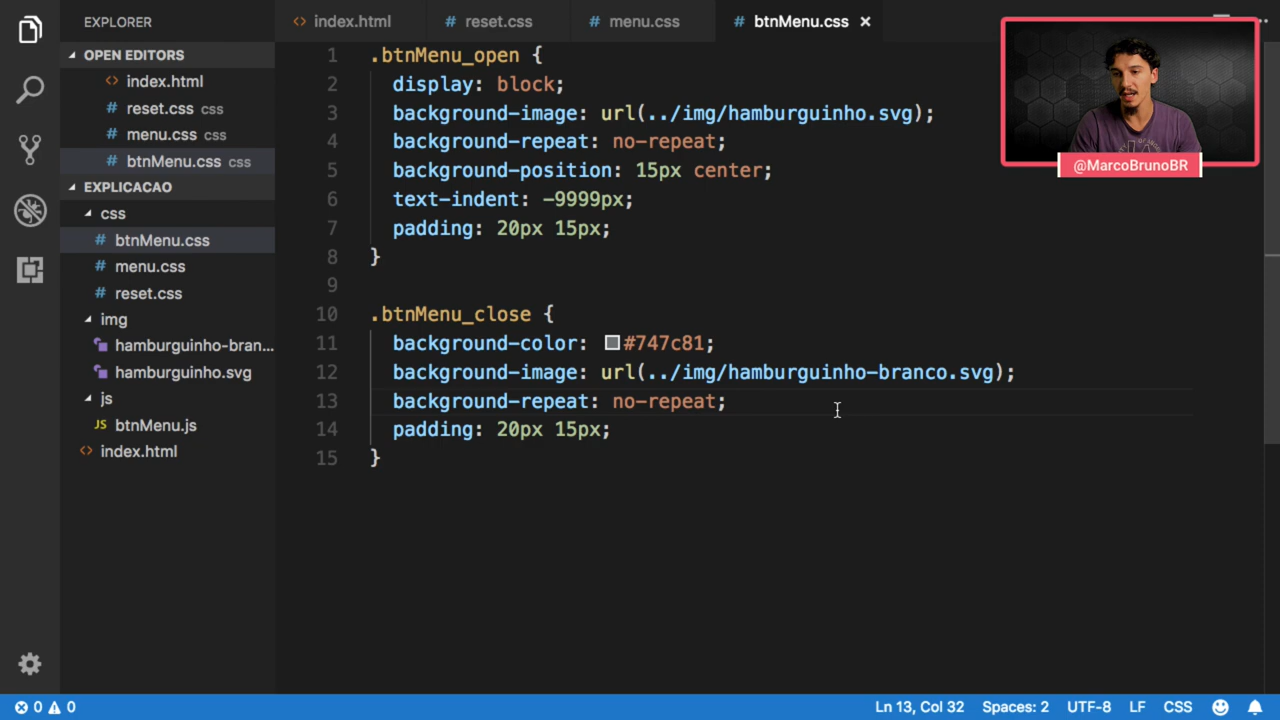 EXPLORER
OPEN EDITORS
index.html
reset.css css
menu.css css
btnMenu.css css
EXPLICACAO
css
btnMenu.css
menu.css
reset.css
img
hamburguinho-bran...
hamburguinho.svg
js
JS btnMenu.js
index.html
index.html reset.css menu.css btnMenu.css
1 .btnMenu_open {
2 display: block;
3 background-image: url(../img/hamburguinho.svg);
4 background-repeat: no-repeat;
5 background-position: 15px center;
6 text-indent: -9999px;
7 padding: 20px 15px;
8 }
9
10 .btnMenu_close {
11 background-color: #747c81;
12 background-image: url(../img/hamburguinho-branco.svg);
13 background-repeat: no-repeat;
14 padding: 20px 15px;
15 }
@MarcoBrunoBR
0 0 Ln 13, Col 32 Spaces: 2 UTF-8 LF CSS